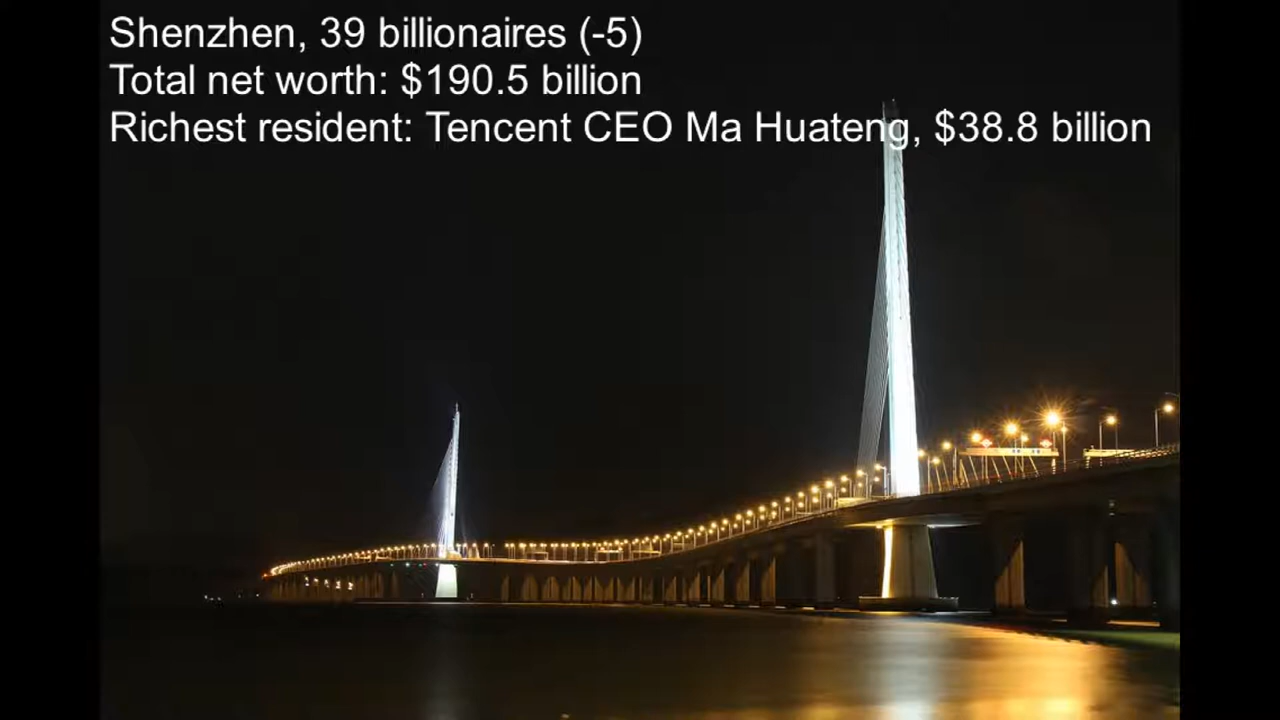 Shenzhen, 39 billionaires (-5)
Total net worth: $190.5 billion
Richest resident: Tencent CEO Ma Huateng, $38.8 billion